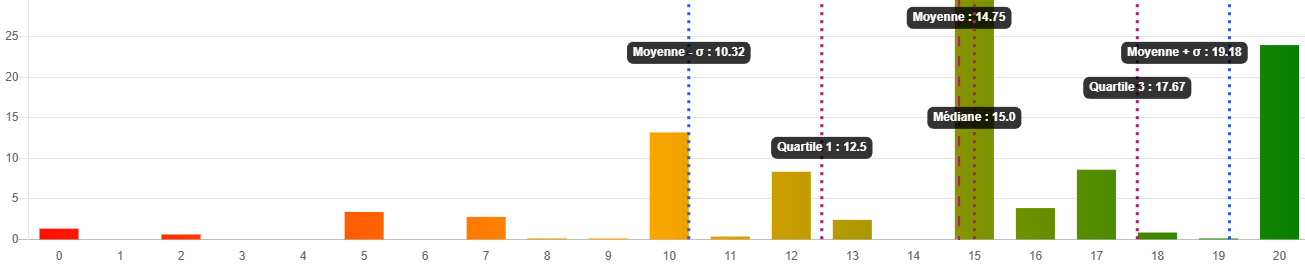 Moyenne : 14.75
25
Moyenne - σ : 10.32
Moyenne + σ : 19.18
20
Quartile 3 : 17.67
15
Médiane : 15.0
Quartile 1 : 12.5
10
5
0
0 1 2 3 4 5 6 7 8 9 10 11 12 13 14 15 16 17 18 19 20